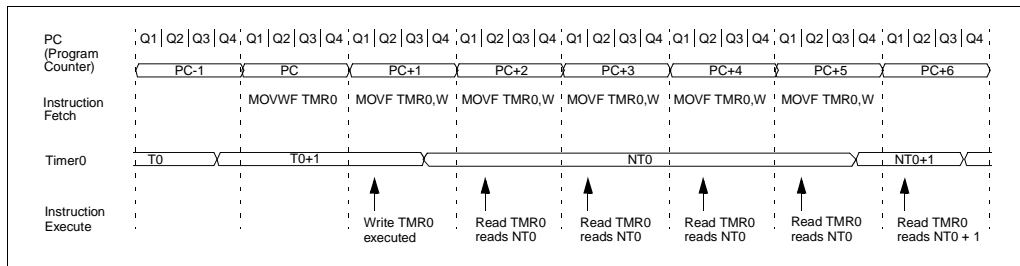 PC
(Program
Counter)
Q1 Q2 Q3 Q4 Q1 Q2 Q3 Q4 Q1 Q2 Q3 Q4 Q1 Q2 Q3 Q4 Q1 Q2 Q3 Q4 Q1 Q2 Q3 Q4 Q1 Q2 Q3 Q4 Q1 Q2 Q3 Q4
PC-1 PC PC+1 PC+2 PC+3 PC+4 PC+5 PC+6
Instruction
Fetch
MOVWF TMR0 MOVF TMR0,W MOVF TMR0,W MOVF TMR0,W MOVF TMR0,W MOVF TMR0,W
Timer0
T0 T0+1 NT0 NT0+1
Instruction
Execute
Write TMR0
executed
Read TMR0
reads NT0
Read TMR0
reads NT0
Read TMR0
reads NT0
Read TMR0
reads NT0
Read TMR0
reads NT0 + 1